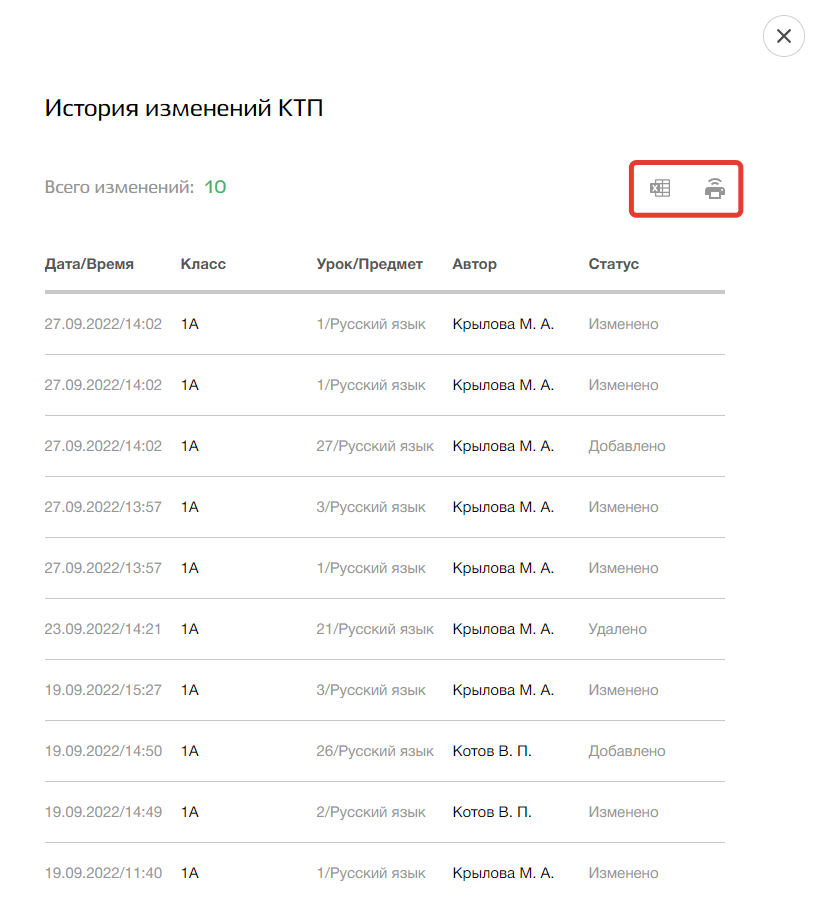 История изменений КТП
Всего изменений: 10
Дата/Время Класс Урок/Предмет Автор Статус
27.09.2022/14:02 1А 1/Русский язык Крылова М. А. Изменено
27.09.2022/14:02 1А 1/Русский язык Крылова М. А. Изменено
27.09.2022/14:02 1А 27/Русский язык Крылова М. А. Добавлено
27.09.2022/13:57 1А 3/Русский язык Крылова М. А. Изменено
27.09.2022/13:57 1А 1/Русский язык Крылова М. А. Изменено
23.09.2022/14:21 1А 21/Русский язык Крылова М. А. Удалено
19.09.2022/15:27 1А 3/Русский язык Крылова М. А. Изменено
19.09.2022/14:50 1А 26/Русский язык Котов В. П. Добавлено
19.09.2022/14:49 1А 2/Русский язык Котов В. П. Изменено
19.09.2022/11:40 1А 1/Русский язык Крылова М. А. Изменено